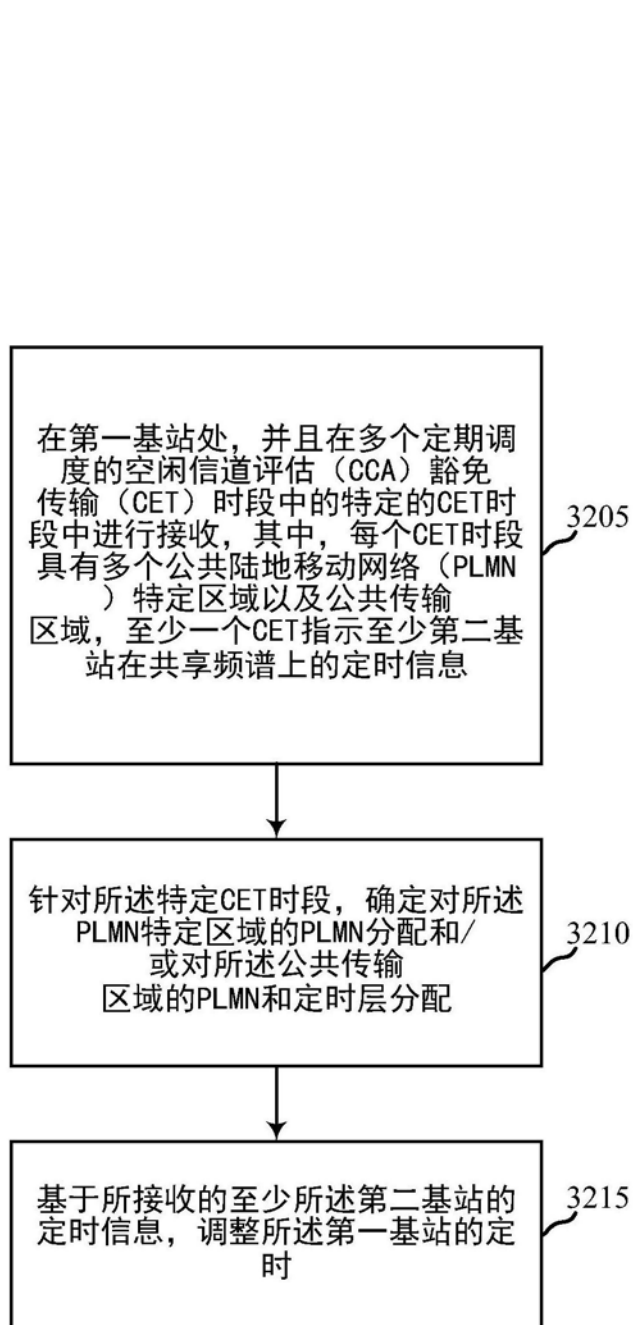 在第一基站处，并且在多个定期调
度的空闲信道评估（CCA）豁免
传输（CET）时段中的特定的CET时
段中进行接收，其中，每个CET时段
具有多个公共陆地移动网络（PLMN
）特定区域以及公共传输
区域，至少一个CET指示至少第二基
站在共享频谱上的定时信息
3205
针对所述特定CET时段，确定对所述
PLMN特定区域的PLMN分配和/
或对所述公共传输
区域的PLMN和定时层分配
3210
基于所接收的至少所述第二基站的
定时信息，调整所述第一基站的定
时
3215